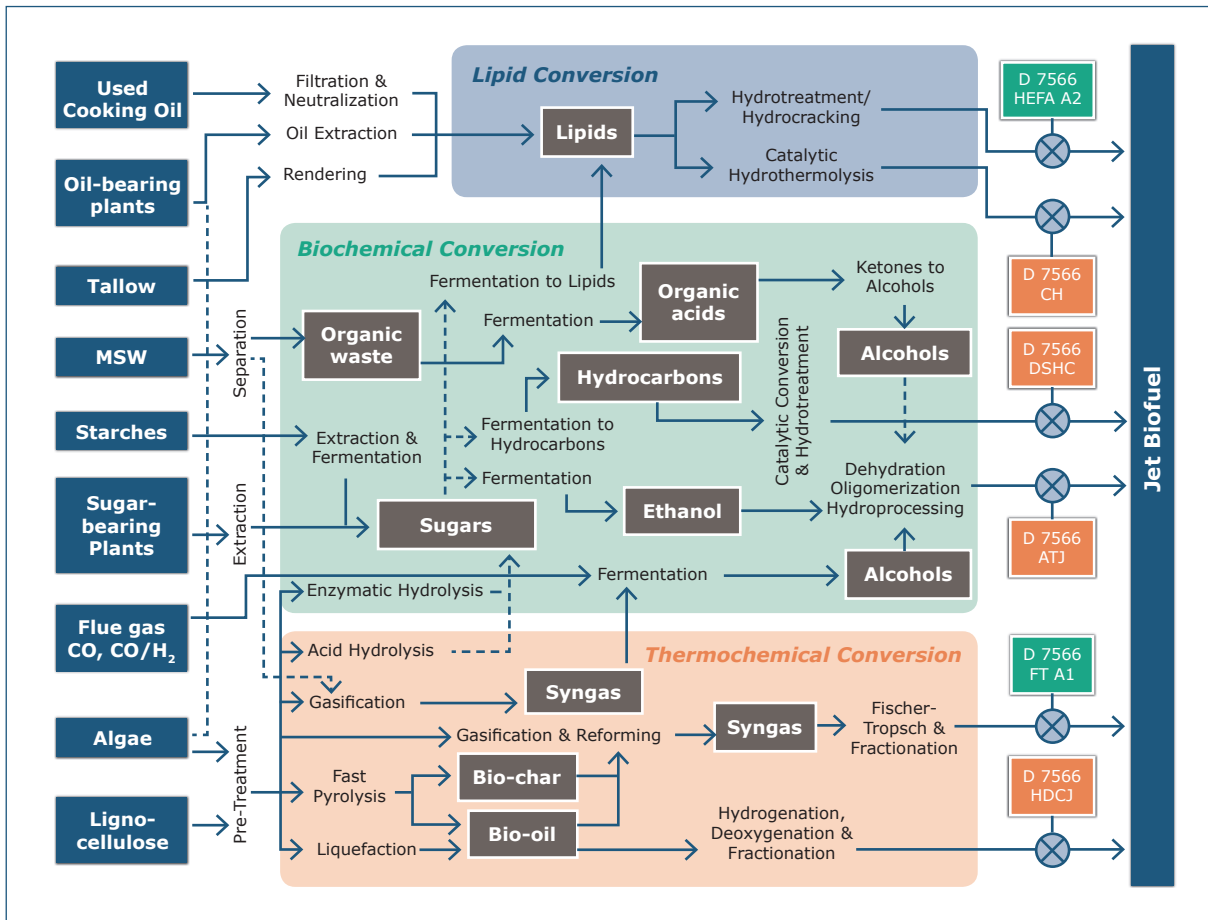 Used
Cooking Oil
Oil-bearing
plants
Tallow
MSW
Starches
Sugar-
bearing
Plants
Flue gas
CO, CO/H₂
Algae
Ligno-
cellulose
Filtration &
Neutralization
Oil Extraction
Rendering
Separation
Extraction
Pre-Treatment
Lipid Conversion
Lipids
Hydrotreatment/
Hydrocracking
Catalytic
Hydrothermolysis
Biochemical Conversion
Fermentation to Lipids
Organic
waste
Fermentation
Organic
acids
Ketones to
Alcohols
Alcohols
Hydrocarbons
Catalytic Conversion
& Hydrotreatment
Extraction &
Fermentation
Fermentation to
Hydrocarbons
Fermentation
Sugars
Ethanol
Dehydration
Oligomerization
Hydroprocessing
Enzymatic Hydrolysis
Fermentation
Alcohols
Thermochemical Conversion
Acid Hydrolysis
Gasification
Syngas
Gasification & Reforming
Syngas
Fischer-
Tropsch &
Fractionation
Fast
Pyrolysis
Bio-char
Bio-oil
Liquefaction
Hydrogenation,
Deoxygenation &
Fractionation
D 7566
HEFA A2
D 7566
CH
D 7566
DSHC
D 7566
ATJ
D 7566
FT A1
D 7566
HDCJ
Jet Biofuel